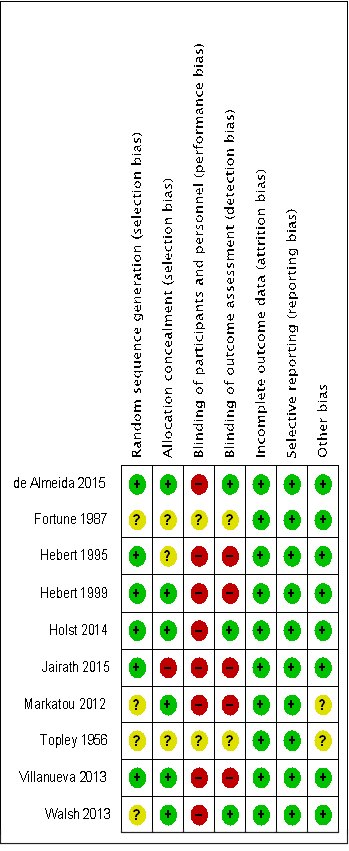 Random sequence generation (selection bias)
Allocation concealment (selection bias)
Blinding of participants and personnel (performance bias)
Blinding of outcome assessment (detection bias)
Incomplete outcome data (attrition bias)
Selective reporting (reporting bias)
Other bias
de Almeida 2015 + + - + + + +
Fortune 1987 ? ? ? ? + + +
Hebert 1995 + ? - - + + +
Hebert 1999 + + - - + + +
Holst 2014 + + - + + + +
Jairath 2015 + - - - + + +
Markatou 2012 ? + - - + + ?
Topley 1956 ? ? ? ? + + ?
Villanueva 2013 + + - - + + +
Walsh 2013 ? + - + + + +